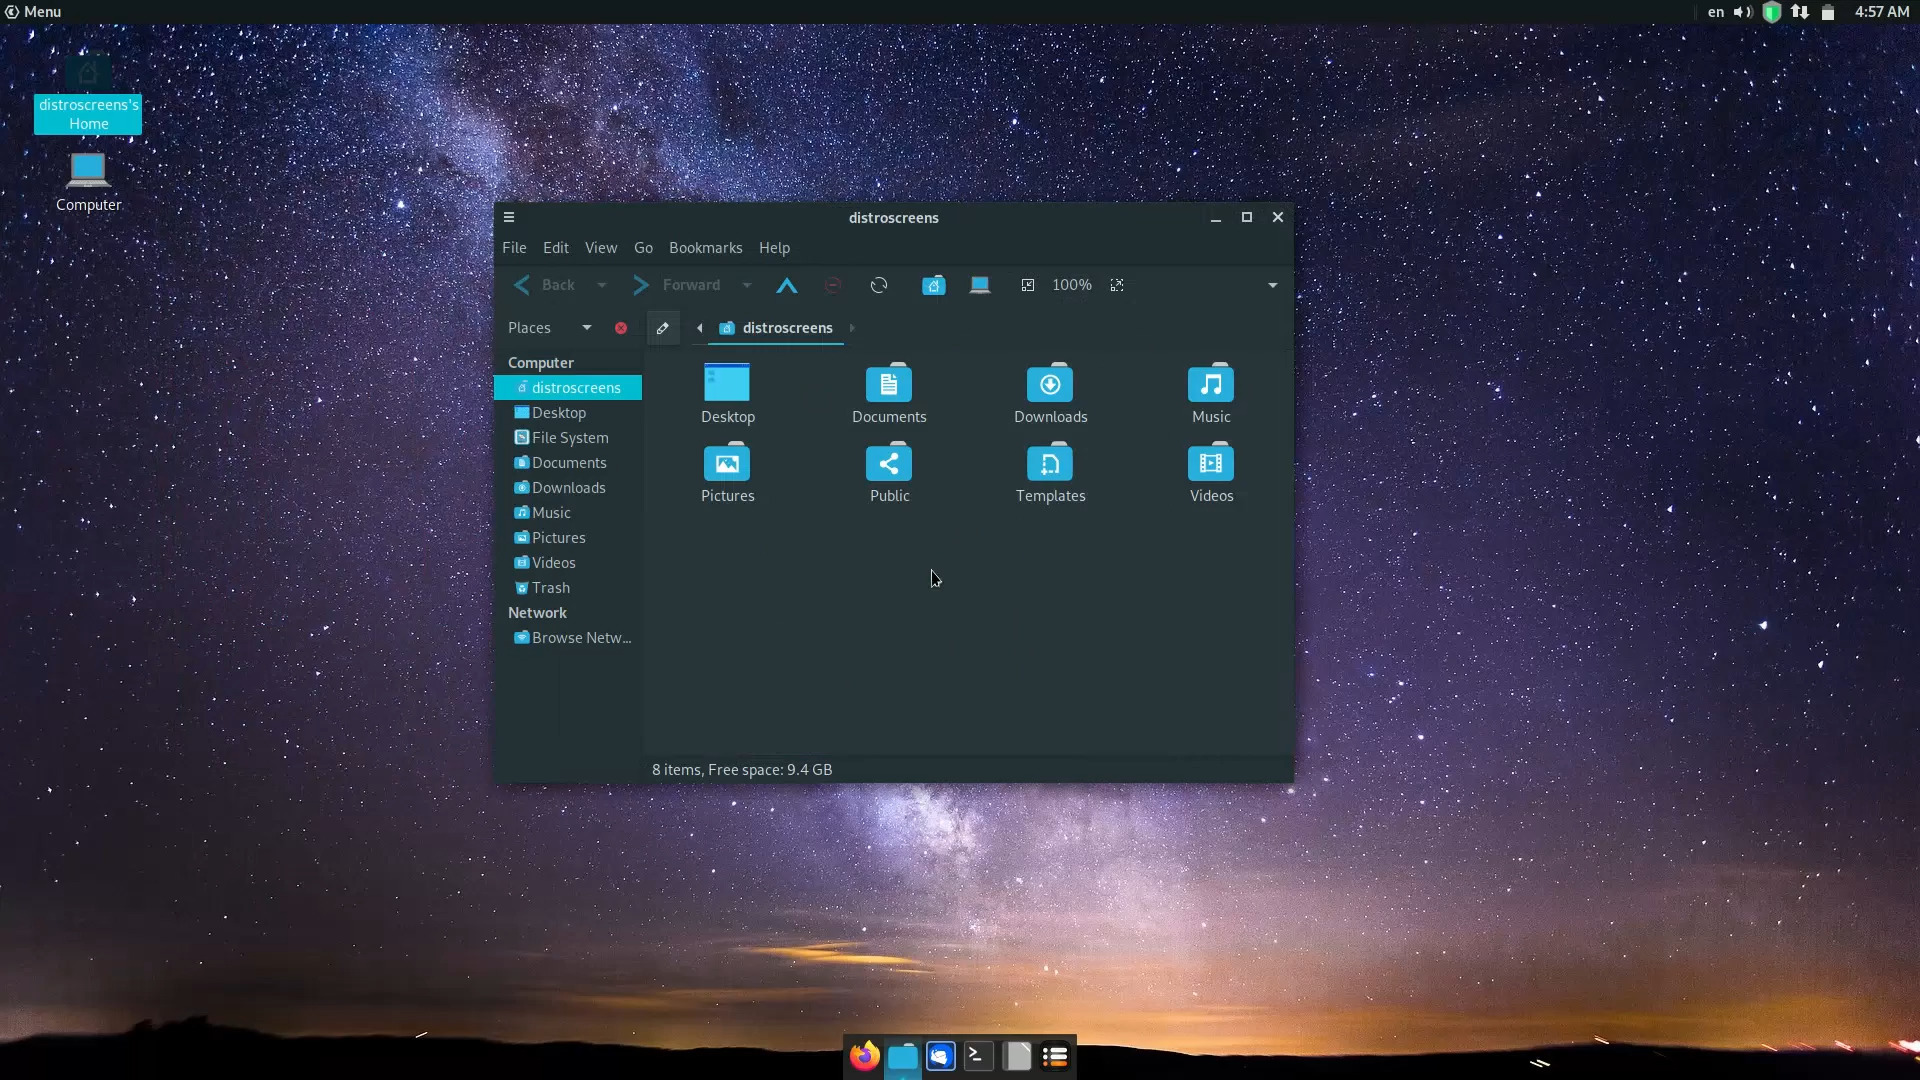 Menu
en
4:57 AM
distroscreens's
Home
Computer
distroscreens
File Edit View Go Bookmarks Help
Back Forward 100%
Places distroscreens
Computer
distroscreens
Desktop
File System
Documents
Downloads
Music
Pictures
Videos
Trash
Network
Browse Netw...
Desktop Documents Downloads Music
Pictures Public Templates Videos
8 items, Free space: 9.4 GB